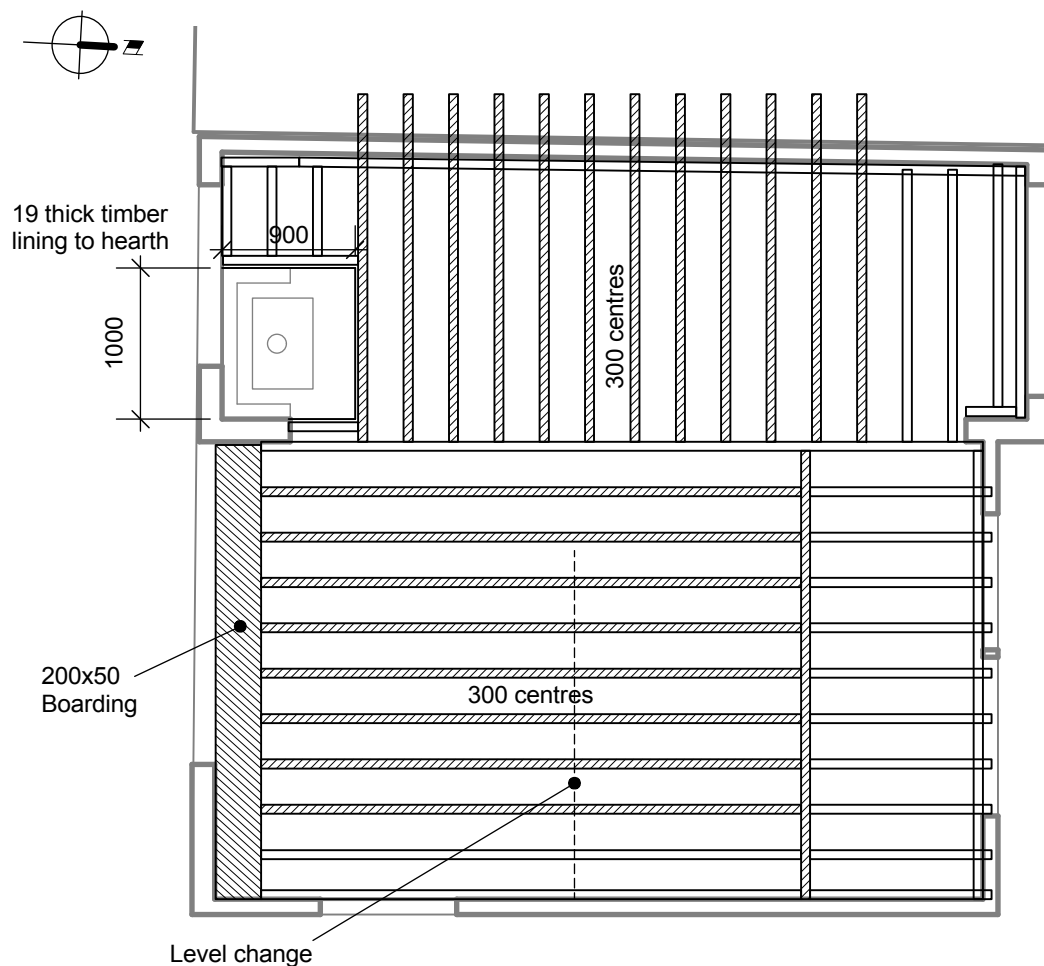 19 thick timber
lining to hearth
900
1000
300 centres
200x50
Boarding
300 centres
Level change